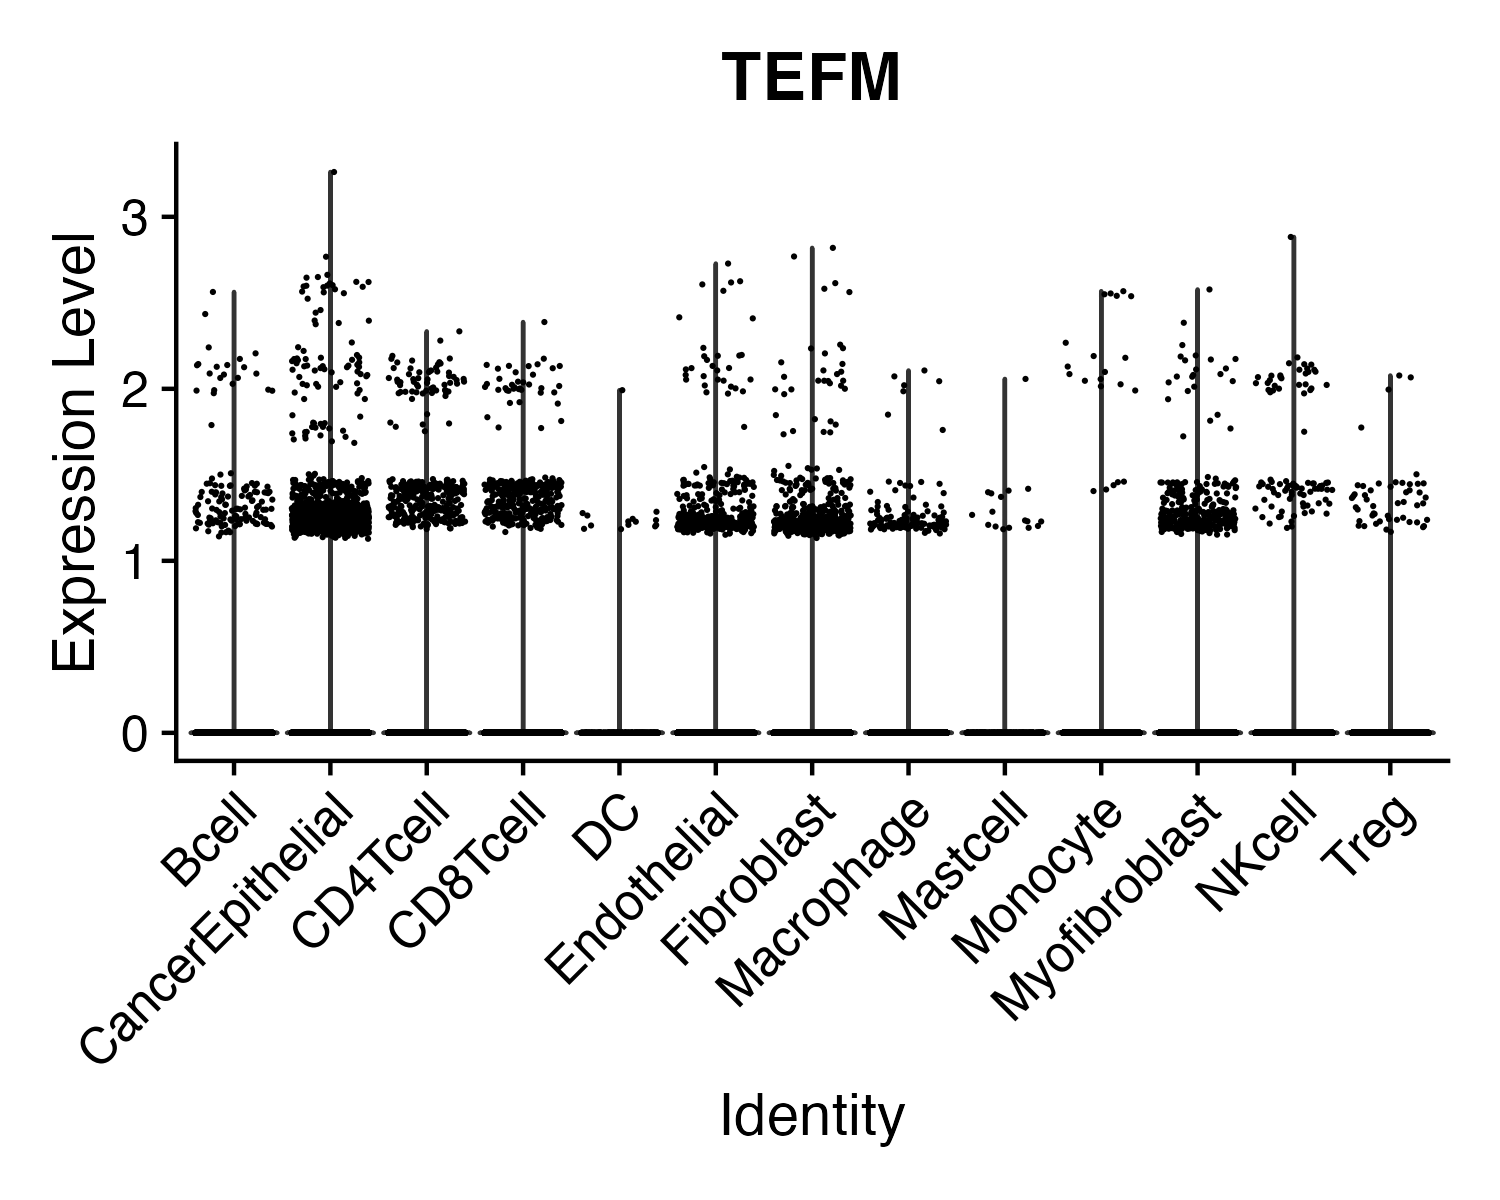 TEFM
Expression Level
3
2
1
0
Bcell
CancerEpithelial
CD4Tcell
CD8Tcell
DC
Endothelial
Fibroblast
Macrophage
Mastcell
Monocyte
Myofibroblast
NKcell
Treg
Identity